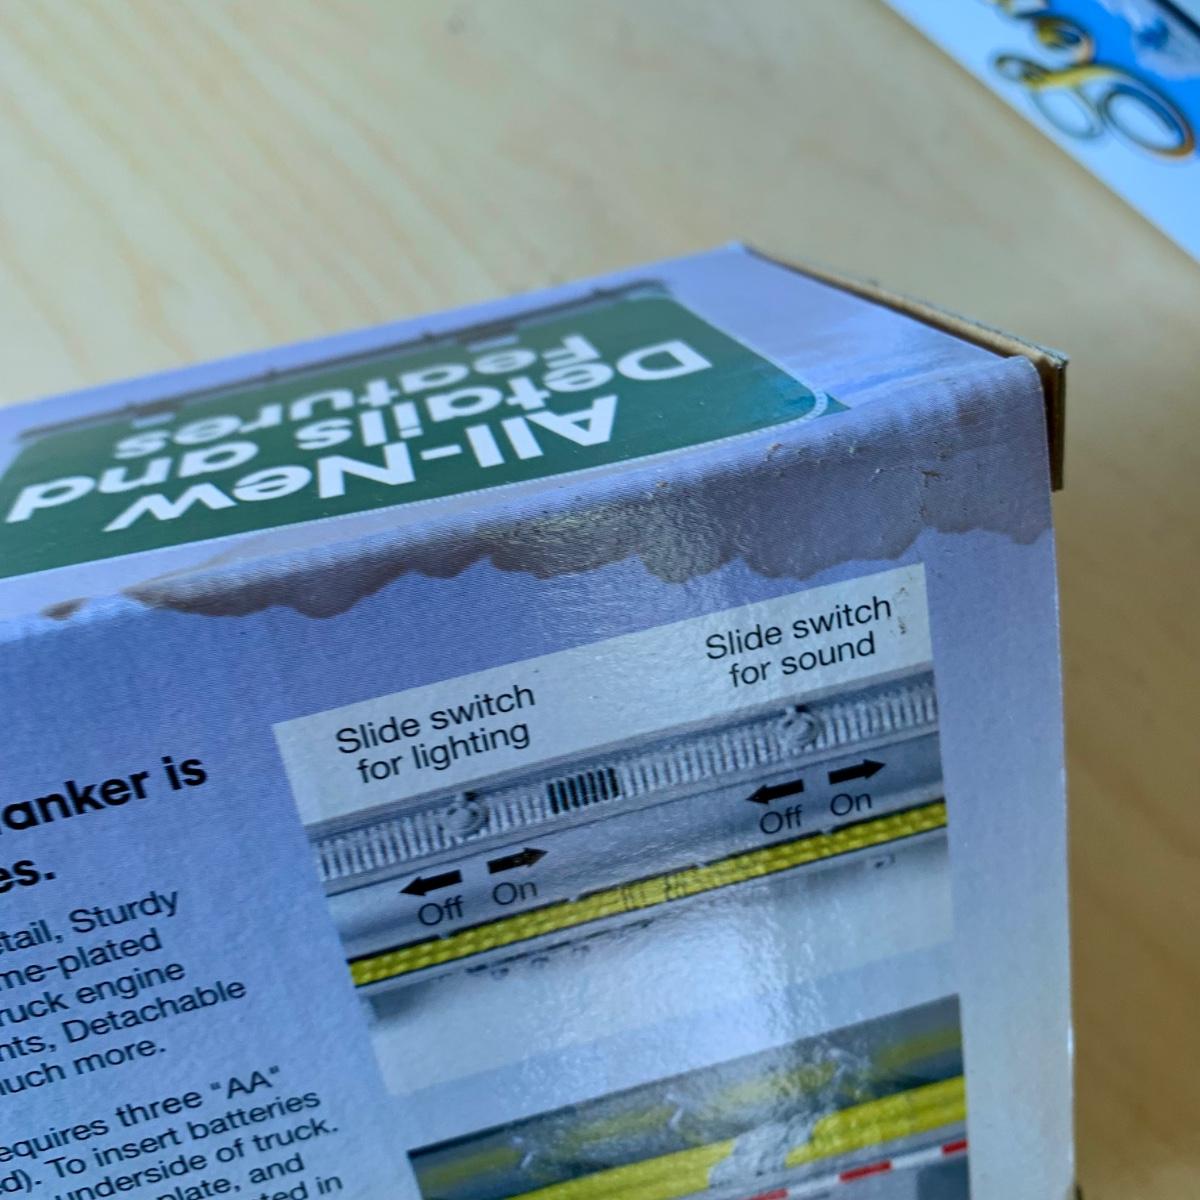 All-New
Details and
Features
Slide switch
for lighting
Slide switch
for sound
Off On
Off On
anker is
es.
tail, Sturdy
me-plated
ruck engine
nts, Detachable
uch more.
equires three "AA"
d). To insert batteries
underside of truck.
plate, and
ted in